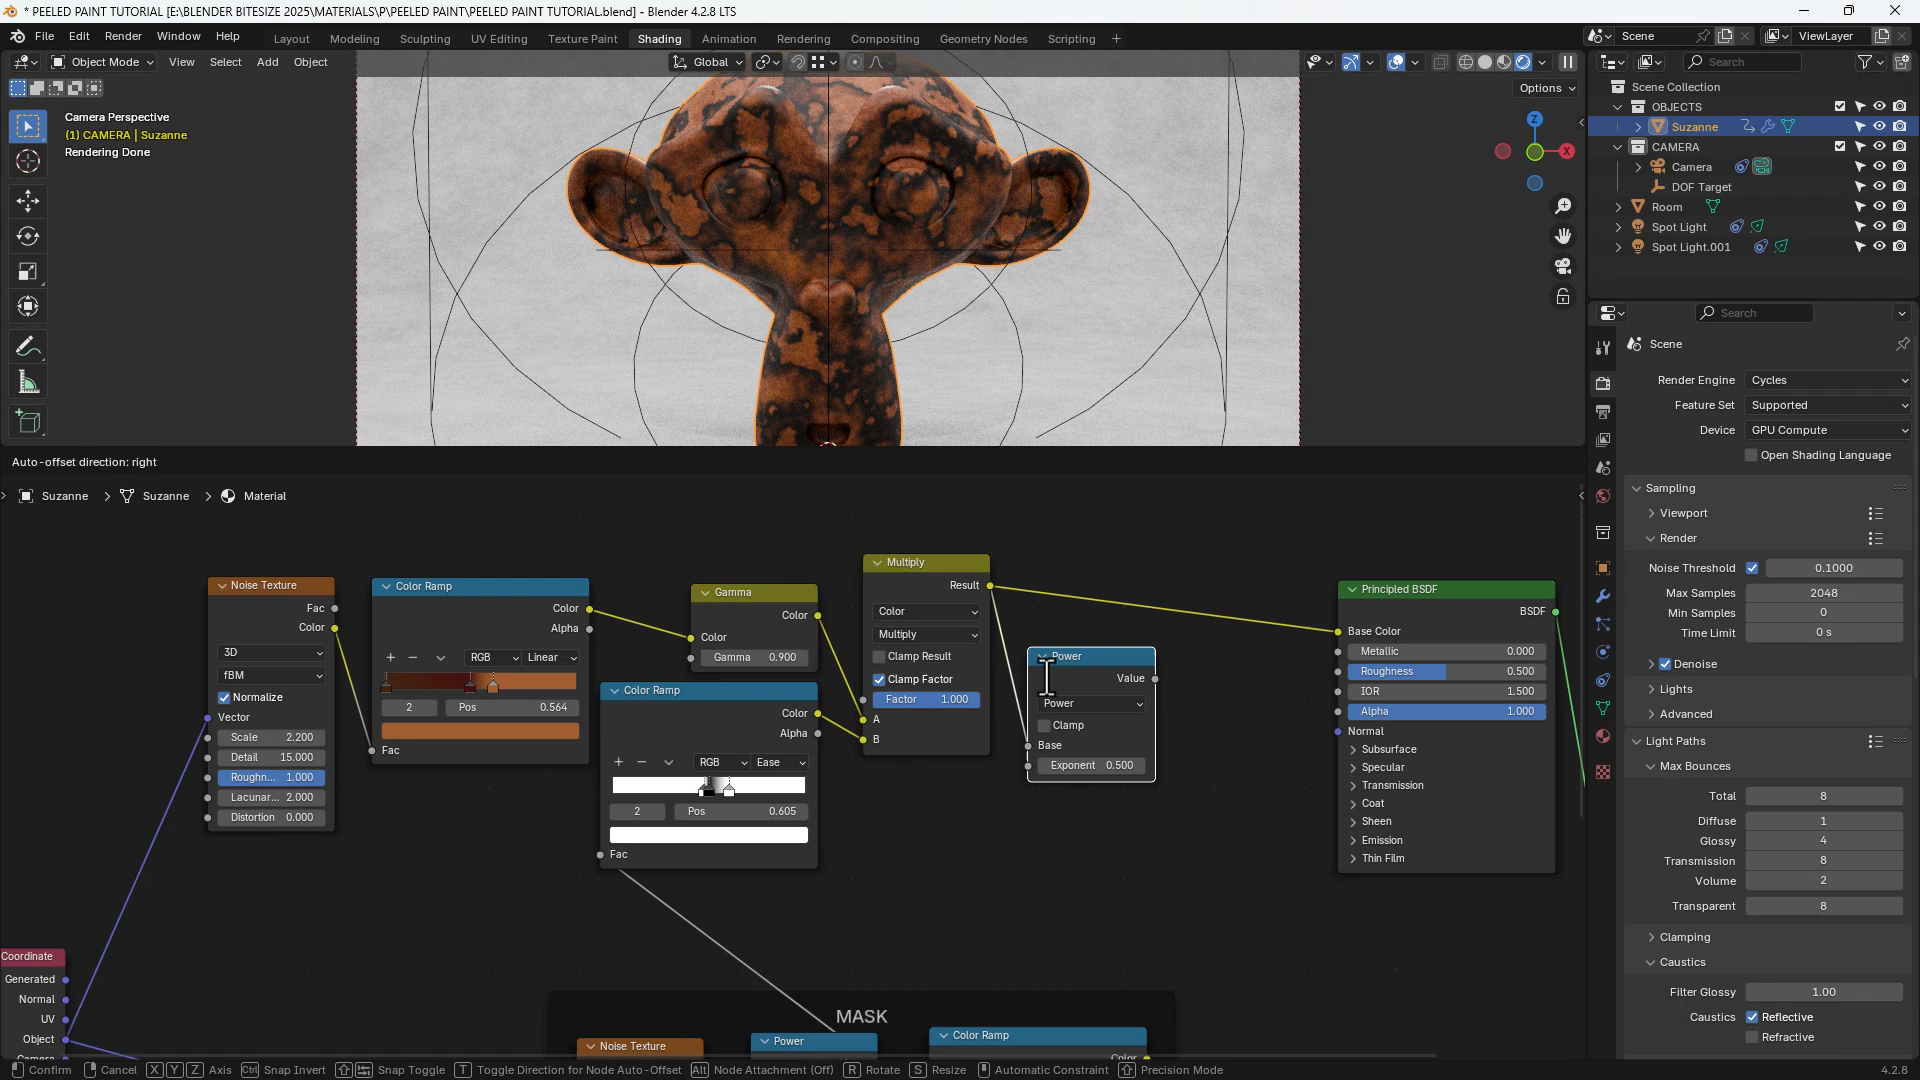 * PEELED PAINT TUTORIAL [E:\BLENDER BITESIZE 2025\MATERIALS\P\PEELED PAINT\PEELED PAINT TUTORIAL.blend] - Blender 4.2.8 LTS
File Edit Render Window Help Layout Modeling Sculpting UV Editing Texture Paint Shading Animation Rendering Compositing Geometry Nodes Scripting Scene ViewLayer
Object Mode View Select Add Object Global Search
Options
Camera Perspective
(1) CAMERA | Suzanne
Rendering Done
Z
X
Scene Collection
OBJECTS
Suzanne
CAMERA
Camera
DOF Target
Room
Spot Light
Spot Light.001
Search
Scene
Render Engine Cycles
Feature Set Supported
Device GPU Compute
Open Shading Language
Sampling
Viewport
Render
Noise Threshold 0.1000
Max Samples 2048
Min Samples 0
Time Limit 0 s
Denoise
Lights
Advanced
Light Paths
Max Bounces
Total 8
Diffuse 1
Glossy 4
Transmission 8
Volume 2
Transparent 8
Clamping
Caustics
Filter Glossy 1.00
Caustics Reflective
Refractive
Auto-offset direction: right
Suzanne Suzanne Material
Noise Texture
Fac
Color
3D
fBM
Normalize
Vector
Scale 2.200
Detail 15.000
Roughn... 1.000
Lacunar... 2.000
Distortion 0.000
Color Ramp
Color
Alpha
RGB Linear
2 Pos 0.564
Fac
Gamma
Color
Color
Gamma 0.900
Color Ramp
Color
Alpha
RGB Ease
2 Pos 0.605
Fac
Multiply
Result
Color
Multiply
Clamp Result
Clamp Factor
Factor 1.000
A
B
Power
Value
Power
Clamp
Base
Exponent 0.500
Principled BSDF
BSDF
Base Color
Metallic 0.000
Roughness 0.500
IOR 1.500
Alpha 1.000
Normal
Subsurface
Specular
Transmission
Coat
Sheen
Emission
Thin Film
Coordinate
Generated
Normal
UV
Object
Camera
MASK
Noise Texture
Power
Color Ramp
Color
Confirm Cancel X Y Z Axis Ctrl Snap Invert Snap Toggle T Toggle Direction for Node Auto-Offset Alt Node Attachment (Off) R Rotate S Resize Automatic Constraint Precision Mode 4.2.8